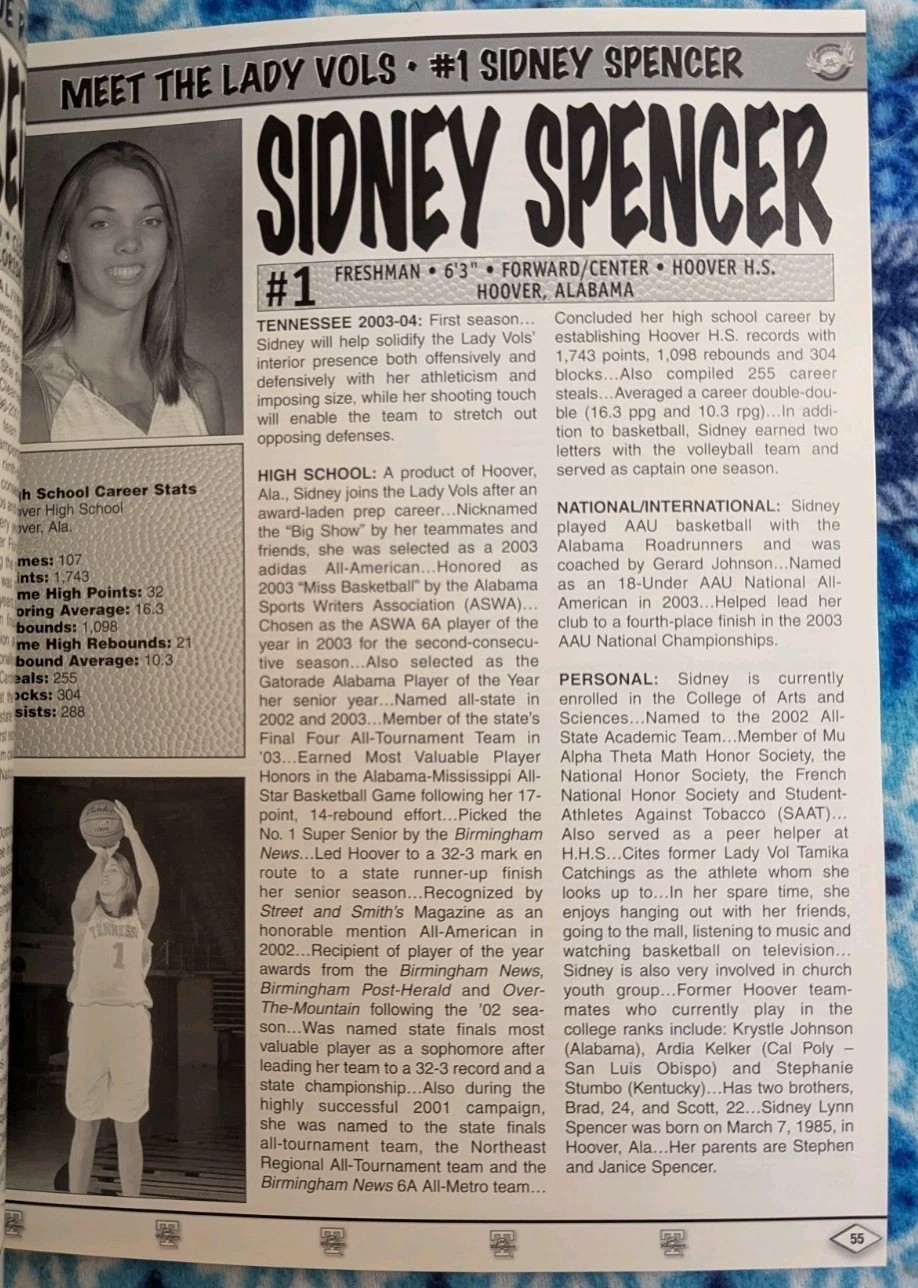 MEET THE LADY VOLS • #1 SIDNEY SPENCER
SIDNEY SPENCER
#1
FRESHMAN • 6'3" • FORWARD/CENTER • HOOVER H.S.
HOOVER, ALABAMA
TENNESSEE 2003-04: First season...
Sidney will help solidify the Lady Vols'
interior presence both offensively and
defensively with her athleticism and
imposing size, while her shooting touch
will enable the team to stretch out
opposing defenses.
HIGH SCHOOL: A product of Hoover,
Ala., Sidney joins the Lady Vols after an
award-laden prep career...Nicknamed
the "Big Show" by her teammates and
friends, she was selected as a 2003
adidas All-American...Honored as
2003 "Miss Basketball" by the Alabama
Sports Writers Association (ASWA)...
Chosen as the ASWA 6A player of the
year in 2003 for the second-consecu-
tive season...Also selected as the
Gatorade Alabama Player of the Year
her senior year...Named all-state in
2002 and 2003...Member of the state's
Final Four All-Tournament Team in
'03...Earned Most Valuable Player
Honors in the Alabama-Mississippi All-
Star Basketball Game following her 17-
point, 14-rebound effort...Picked the
No. 1 Super Senior by the Birmingham
News...Led Hoover to a 32-3 mark en
route to a state runner-up finish
her senior season...Recognized by
Street and Smith's Magazine as an
honorable mention All-American in
2002...Recipient of player of the year
awards from the Birmingham News,
Birmingham Post-Herald and Over-
The-Mountain following the '02 sea-
son...Was named state finals most
valuable player as a sophomore after
leading her team to a 32-3 record and a
state championship...Also during the
highly successful 2001 campaign,
she was named to the state finals
all-tournament team, the Northeast
Regional All-Tournament team and the
Birmingham News 6A All-Metro team...
Concluded her high school career by
establishing Hoover H.S. records with
1,743 points, 1,098 rebounds and 304
blocks...Also compiled 255 career
steals...Averaged a career double-dou-
ble (16.3 ppg and 10.3 rpg)...In addi-
tion to basketball, Sidney earned two
letters with the volleyball team and
served as captain one season.
NATIONAL/INTERNATIONAL: Sidney
played AAU basketball with the
Alabama Roadrunners and was
coached by Gerard Johnson...Named
as an 18-Under AAU National All-
American in 2003...Helped lead her
club to a fourth-place finish in the 2003
AAU National Championships.
PERSONAL: Sidney is currently
enrolled in the College of Arts and
Sciences...Named to the 2002 All-
State Academic Team...Member of Mu
Alpha Theta Math Honor Society, the
National Honor Society, the French
National Honor Society and Student-
Athletes Against Tobacco (SAAT)...
Also served as a peer helper at
H.H.S...Cites former Lady Vol Tamika
Catchings as the athlete whom she
looks up to...In her spare time, she
enjoys hanging out with her friends,
going to the mall, listening to music and
watching basketball on television...
Sidney is also very involved in church
youth group...Former Hoover team-
mates who currently play in the
college ranks include: Krystle Johnson
(Alabama), Ardia Kelker (Cal Poly –
San Luis Obispo) and Stephanie
Stumbo (Kentucky)...Has two brothers,
Brad, 24, and Scott, 22...Sidney Lynn
Spencer was born on March 7, 1985, in
Hoover, Ala...Her parents are Stephen
and Janice Spencer.
h School Career Stats
ver High School
ver, Ala.
mes: 107
ints: 1,743
me High Points: 32
oring Average: 16.3
bounds: 1,098
me High Rebounds: 21
bound Average: 10.3
eals: 255
ocks: 304
sists: 288
TENNESSEE
1
55